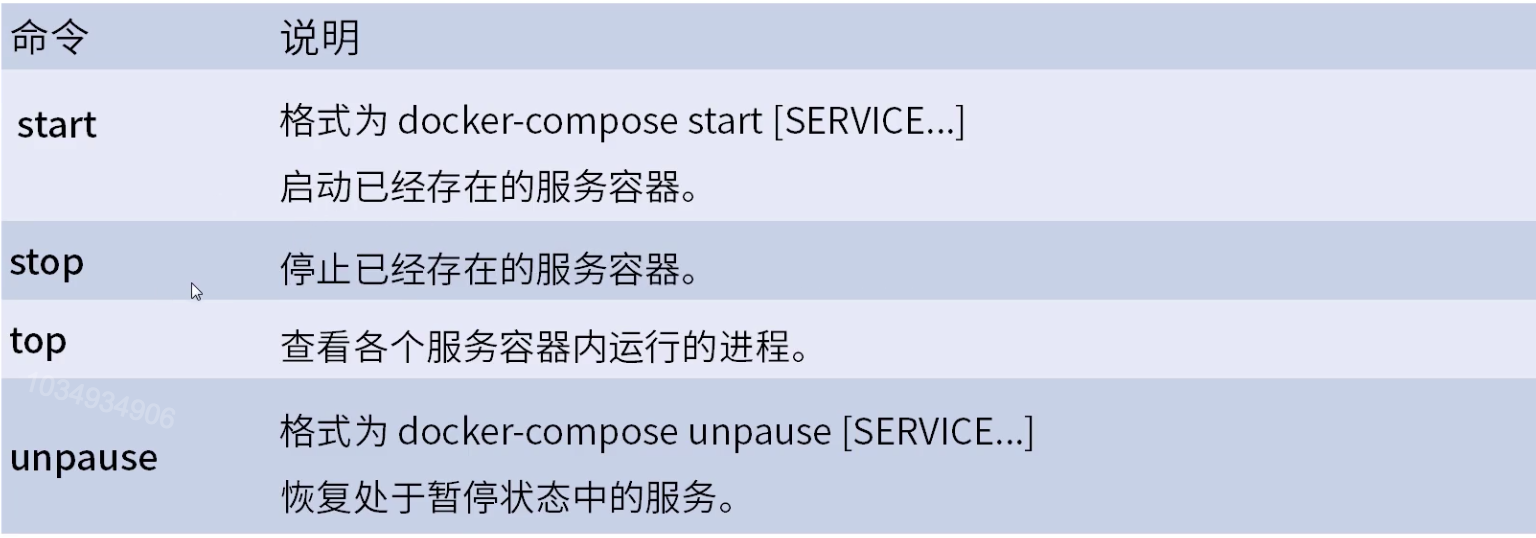 命令 说明
start 格式为 docker-compose start [SERVICE...]
启动已经存在的服务容器。
stop 停止已经存在的服务容器。
top 查看各个服务容器内运行的进程。
1034934906
格式为 docker-compose unpause [SERVICE...]
unpause
恢复处于暂停状态中的服务。